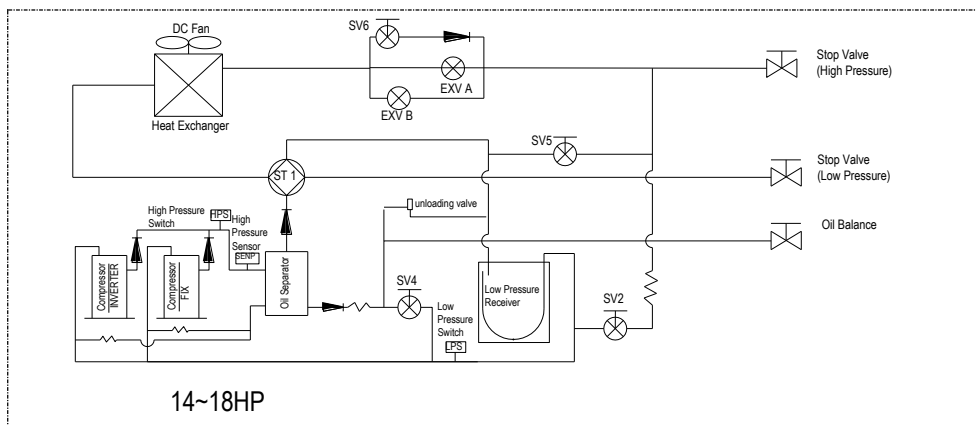 DC Fan
SV6
EXV A
EXV B
Stop Valve
(High Pressure)
Heat Exchanger
SV5
ST 1
Stop Valve
(Low Pressure)
unloading valve
High Pressure
Switch
HPS
High
Pressure
Sensor
SENP
Oil Balance
Compressor
INVERTER
Compressor
FIX
Oil Separator
SV4
Low
Pressure
Switch
LPS
Low Pressure
Receiver
SV2
14~18HP